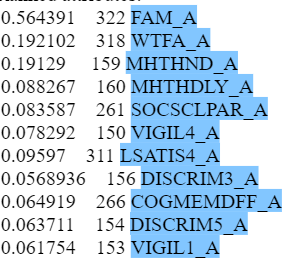 0.564391 322 FAM_A
0.192102 318 WTFA_A
0.19129 159 MHTHND_A
0.088267 160 MHTHDLY_A
0.083587 261 SOCSCLPAR_A
0.078292 150 VIGIL4_A
0.09597 311 LSATIS4_A
0.0568936 156 DISCRIM3_A
0.064919 266 COGMEMDFF_A
0.063711 154 DISCRIM5_A
0.061754 153 VIGIL1_A